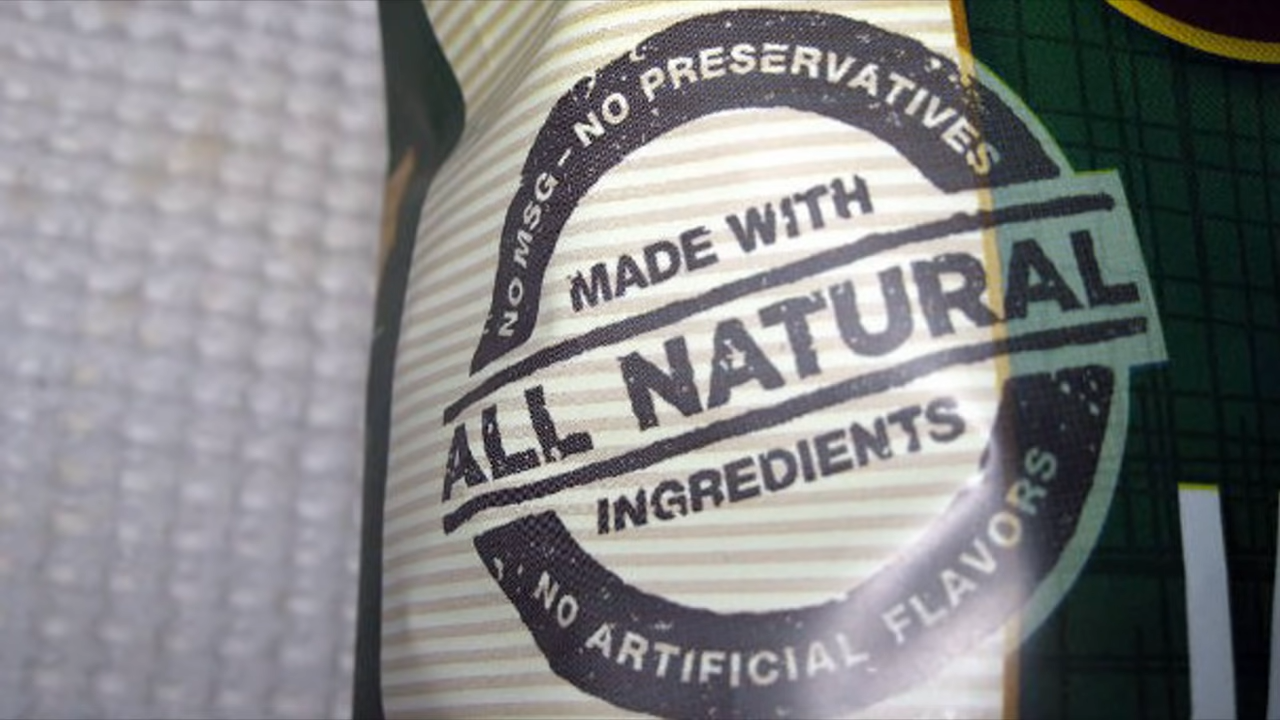 NO MSG - NO PRESERVATIVES
MADE WITH
ALL NATURAL
INGREDIENTS
NO ARTIFICIAL FLAVORS